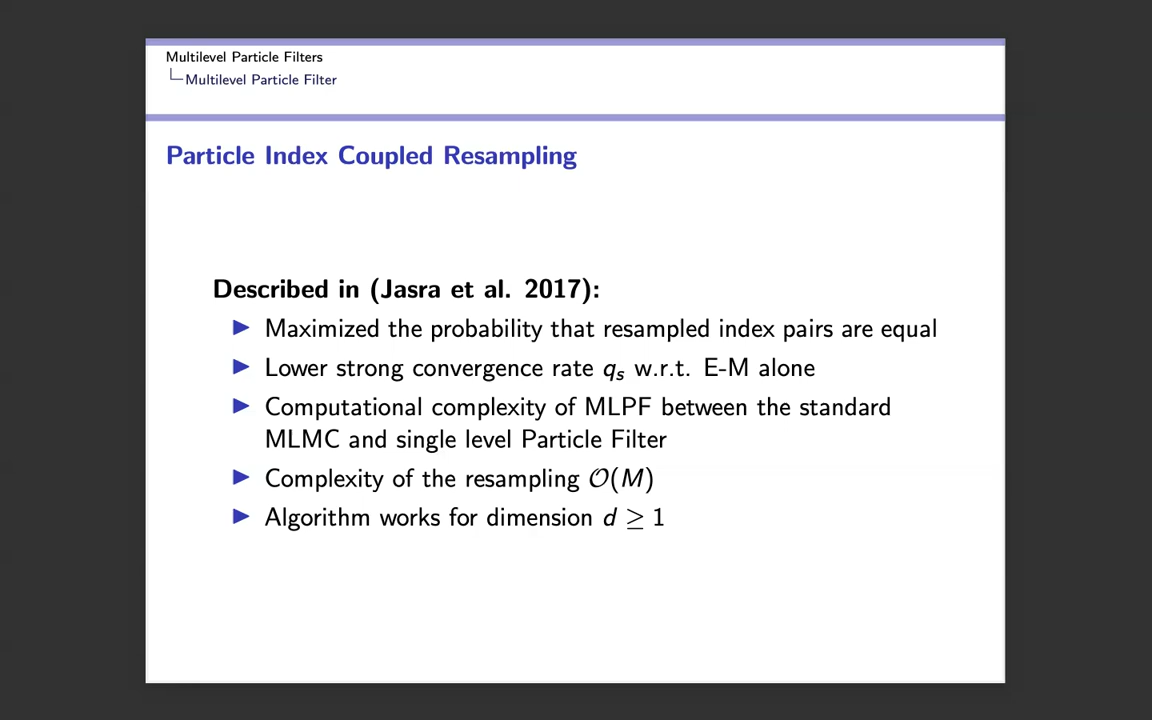 Multilevel Particle Filters
Multilevel Particle Filter
Particle Index Coupled Resampling
Described in (Jasra et al. 2017):
▶ Maximized the probability that resampled index pairs are equal
▶ Lower strong convergence rate qₛ w.r.t. E-M alone
▶ Computational complexity of MLPF between the standard
MLMC and single level Particle Filter
▶ Complexity of the resampling 𝒪(M)
▶ Algorithm works for dimension d ≥ 1